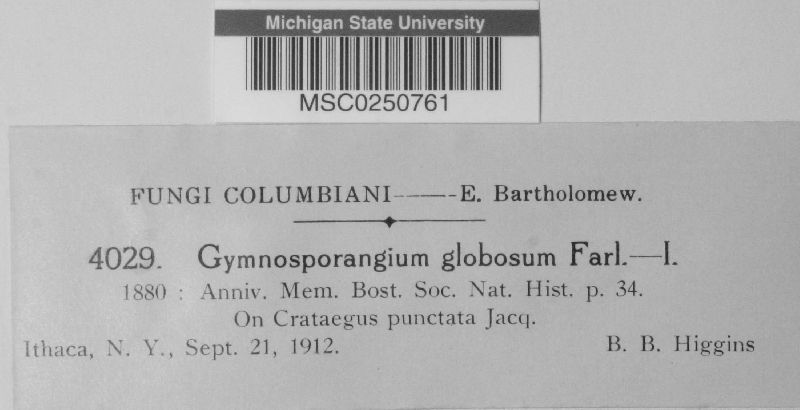 Michigan State University
MSC0250761
FUNGI COLUMBIANI——E. Bartholomew.
4029. Gymnosporangium globosum Farl.—I.
1880 : Anniv. Mem. Bost. Soc. Nat. Hist. p. 34.
On Crataegus punctata Jacq.
Ithaca, N. Y., Sept. 21, 1912. B. B. Higgins